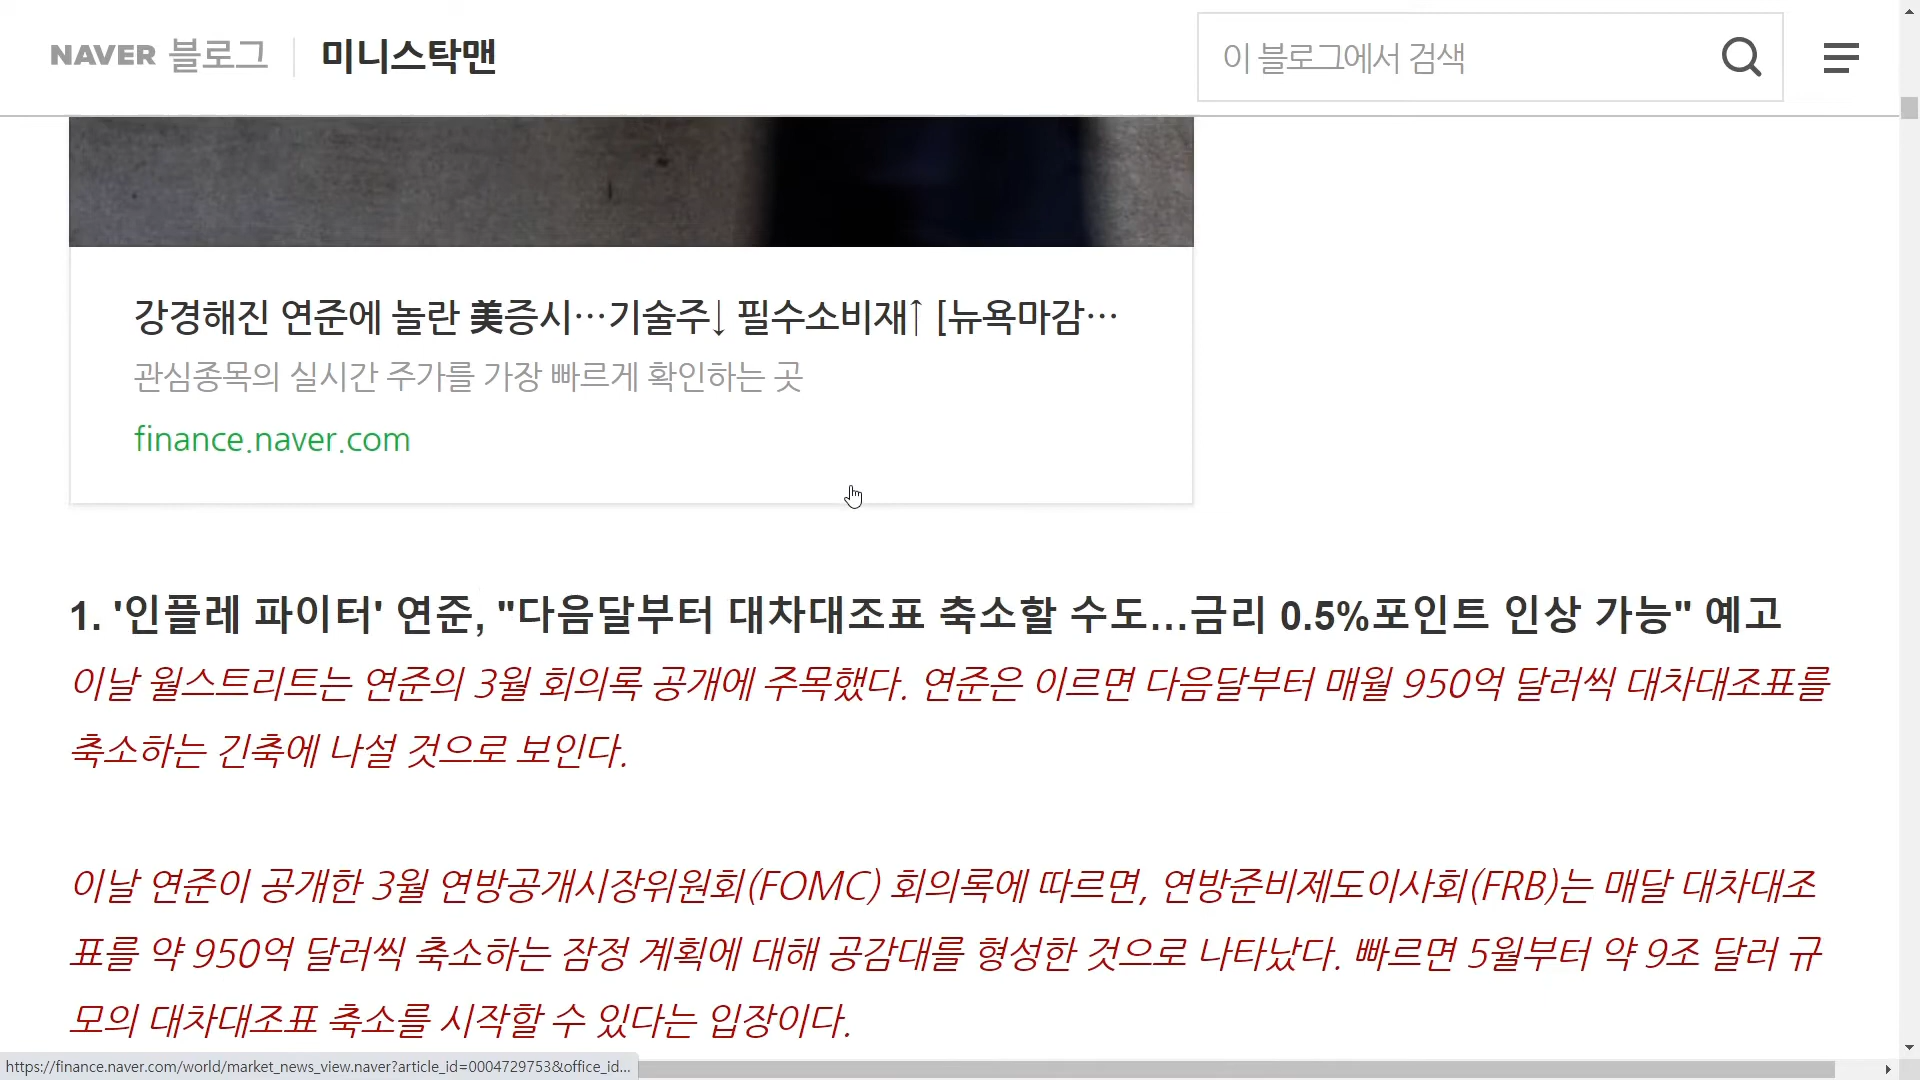 NAVER 블로그 미니스탁맨
이 블로그에서 검색
강경해진 연준에 놀란 美증시…기술주↓ 필수소비재↑ [뉴욕마감…
관심종목의 실시간 주가를 가장 빠르게 확인하는 곳
finance.naver.com
1. '인플레 파이터' 연준, "다음달부터 대차대조표 축소할 수도...금리 0.5%포인트 인상 가능" 예고
이날 월스트리트는 연준의 3월 회의록 공개에 주목했다. 연준은 이르면 다음달부터 매월 950억 달러씩 대차대조표를
축소하는 긴축에 나설 것으로 보인다.
이날 연준이 공개한 3월 연방공개시장위원회(FOMC) 회의록에 따르면, 연방준비제도이사회(FRB)는 매달 대차대조
표를 약 950억 달러씩 축소하는 잠정 계획에 대해 공감대를 형성한 것으로 나타났다. 빠르면 5월부터 약 9조 달러 규
모의 대차대조표 축소를 시작할 수 있다는 입장이다.
https://finance.naver.com/world/market_news_view.naver?article_id=0004729753&office_id...